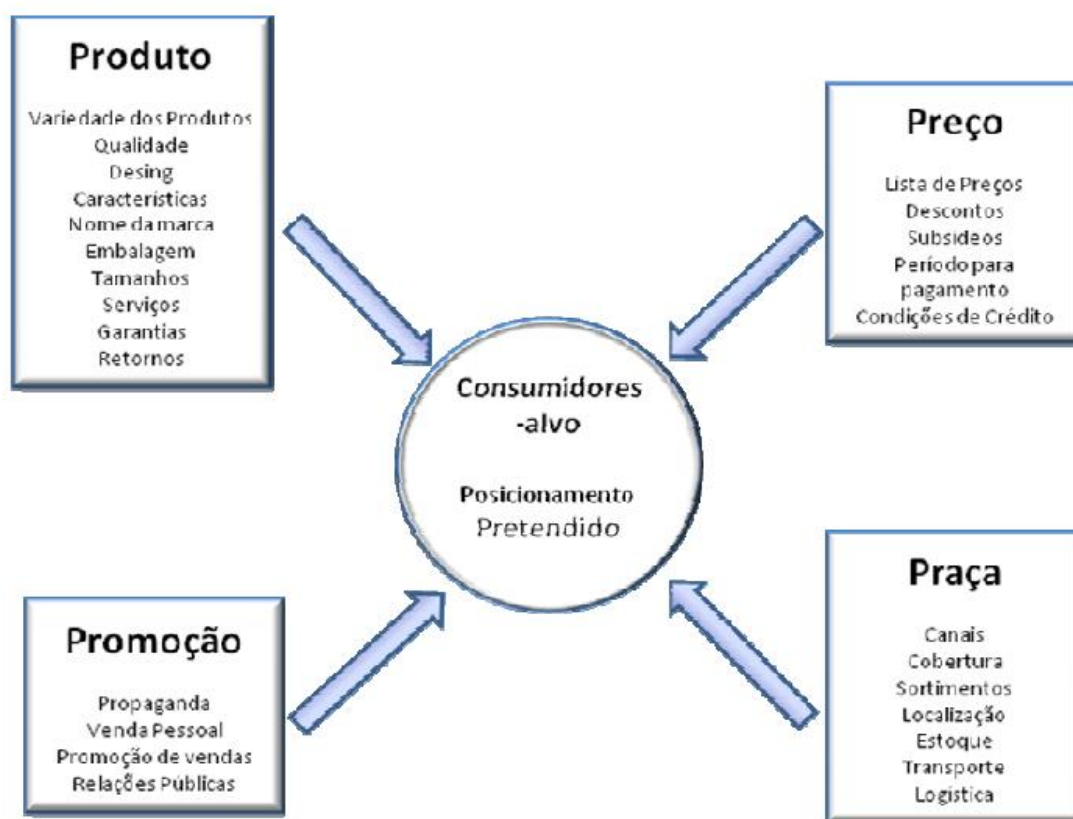 Produto
Variedade dos Produtos
Qualidade
Desing
Características
Nome da marca
Embalagem
Tamanhos
Serviços
Garantias
Retornos
Preço
Lista de Preços
Descontos
Subsídeos
Período para
pagamento
Condições de Crédito
Consumidores
-alvo
Posicionamento
Pretendido
Promoção
Propaganda
Venda Pessoal
Promoção de vendas
Relações Públicas
Praça
Canais
Cobertura
Sortimentos
Localização
Estoque
Transporte
Logística